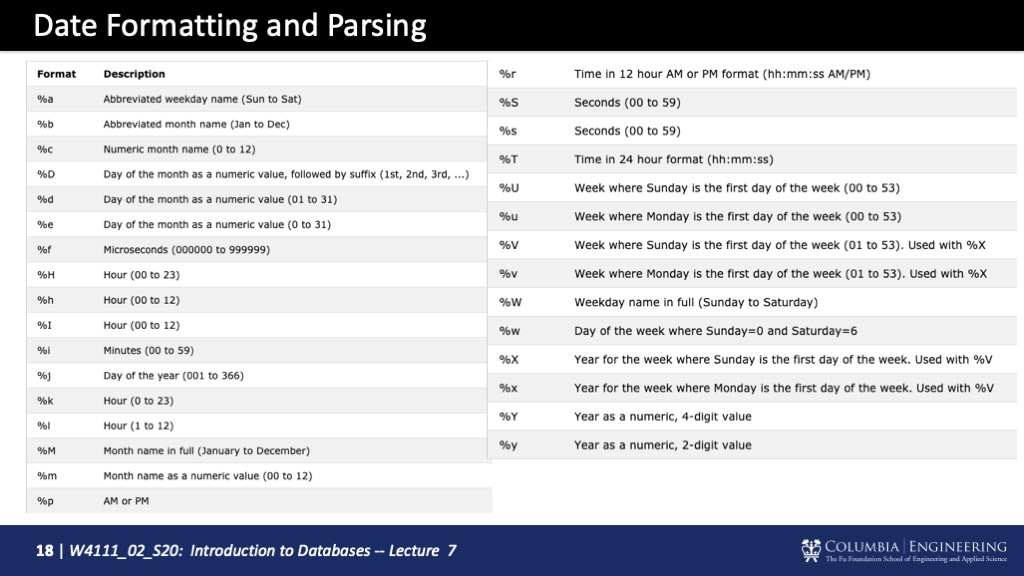 Date Formatting and Parsing
Format Description
%a Abbreviated weekday name (Sun to Sat)
%b Abbreviated month name (Jan to Dec)
%c Numeric month name (0 to 12)
%D Day of the month as a numeric value, followed by suffix (1st, 2nd, 3rd, ...)
%d Day of the month as a numeric value (01 to 31)
%e Day of the month as a numeric value (0 to 31)
%f Microseconds (000000 to 999999)
%H Hour (00 to 23)
%h Hour (00 to 12)
%I Hour (00 to 12)
%i Minutes (00 to 59)
%j Day of the year (001 to 366)
%k Hour (0 to 23)
%l Hour (1 to 12)
%M Month name in full (January to December)
%m Month name as a numeric value (00 to 12)
%p AM or PM
%r Time in 12 hour AM or PM format (hh:mm:ss AM/PM)
%S Seconds (00 to 59)
%s Seconds (00 to 59)
%T Time in 24 hour format (hh:mm:ss)
%U Week where Sunday is the first day of the week (00 to 53)
%u Week where Monday is the first day of the week (00 to 53)
%V Week where Sunday is the first day of the week (01 to 53). Used with %X
%v Week where Monday is the first day of the week (01 to 53). Used with %X
%W Weekday name in full (Sunday to Saturday)
%w Day of the week where Sunday=0 and Saturday=6
%X Year for the week where Sunday is the first day of the week. Used with %V
%x Year for the week where Monday is the first day of the week. Used with %V
%Y Year as a numeric, 4-digit value
%y Year as a numeric, 2-digit value
18 | W4111_02_S20: Introduction to Databases -- Lecture 7
COLUMBIA | ENGINEERING
The Fu Foundation School of Engineering and Applied Science